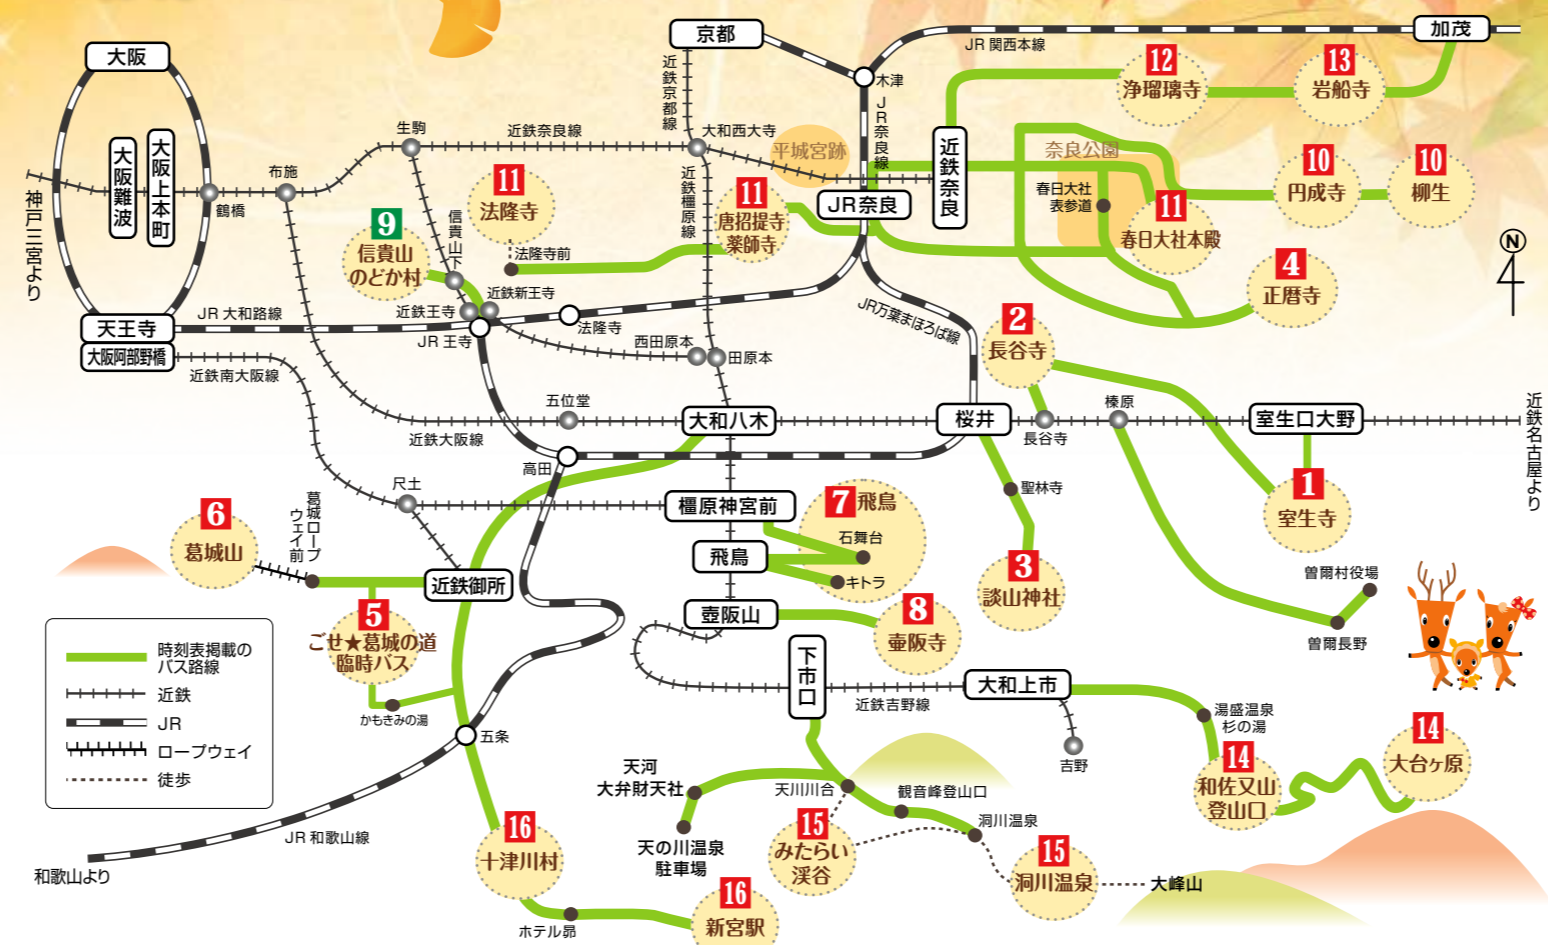 大阪
京都
加茂
JR関西本線
木津
12
浄瑠璃寺
13
岩船寺
近鉄京都線
JR奈良線
大阪難波
大阪上本町
生駒
近鉄奈良線
大和西大寺
平城宮跡
近鉄奈良
奈良公園
10
円成寺
10
柳生
神戸三宮より
布施
鶴橋
11
法隆寺
近鉄橿原線
11
唐招提寺
薬師寺
JR奈良
春日大社
表参道
11
春日大社本殿
9
信貴山
のどか村
信貴山下
法隆寺前
4
正暦寺
N
近鉄王寺
近鉄新王寺
JR大和路線
天王寺
大阪阿部野橋
JR王寺
法隆寺
JR万葉まほろば線
2
長谷寺
西田原本
田原本
近鉄南大阪線
五位堂
大和八木
桜井
長谷寺
榛原
室生口大野
近鉄名古屋より
近鉄大阪線
高田
聖林寺
1
室生寺
尺土
橿原神宮前
7
飛鳥
石舞台
キトラ
6
葛城山
葛城ロープ
ウェイ前
飛鳥
近鉄御所
3
談山神社
曽爾村役場
曽爾長野
5
ごせ★葛城の道
臨時バス
壺阪山
8
壷阪寺
時刻表掲載の
バス路線
近鉄
JR
ロープウェイ
徒歩
かもきみの湯
下市口
近鉄吉野線
大和上市
吉野
湯盛温泉
杉の湯
14
和佐又山
登山口
14
大台ヶ原
五条
天河
大弁財天社
天川川合
観音峰登山口
洞川温泉
天の川温泉
駐車場
15
みたらい
渓谷
15
洞川温泉
大峰山
JR和歌山線
和歌山より
16
十津川村
ホテル昴
16
新宮駅